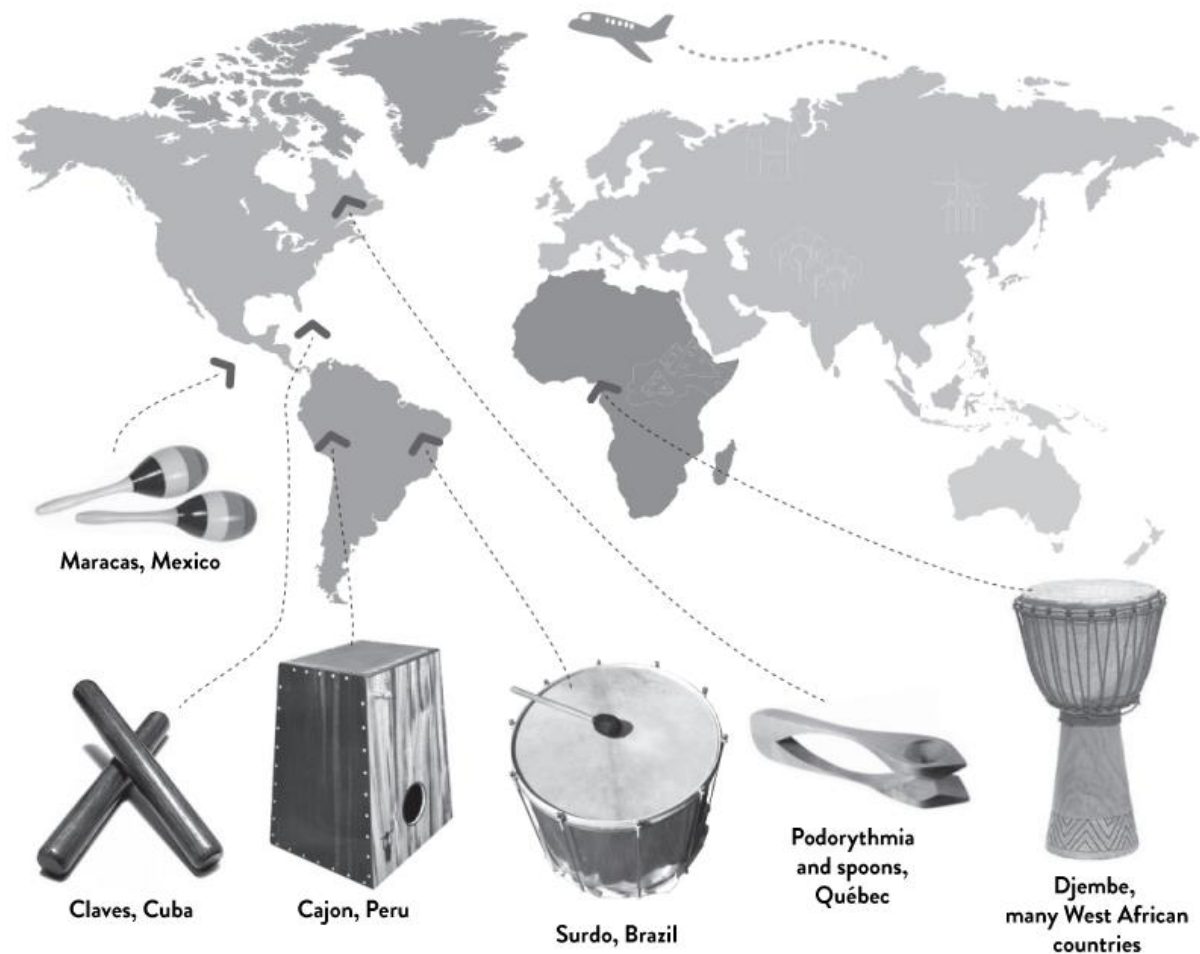 Maracas, Mexico
Claves, Cuba
Cajon, Peru
Surdo, Brazil
Podorythmia
and spoons,
Québec
Djembe,
many West African
countries